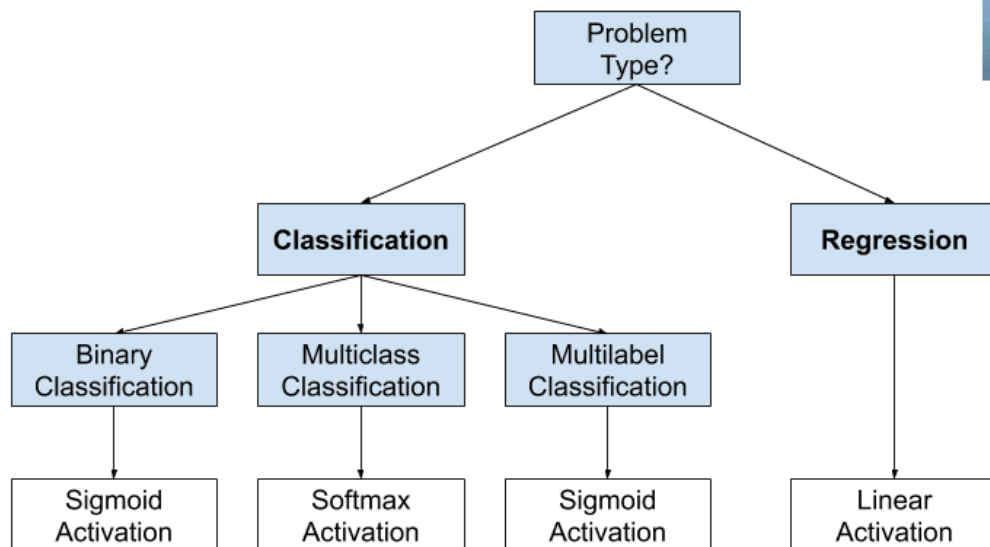 Problem
Type?
Classification
Regression
Binary
Classification
Multiclass
Classification
Multilabel
Classification
Sigmoid
Activation
Softmax
Activation
Sigmoid
Activation
Linear
Activation